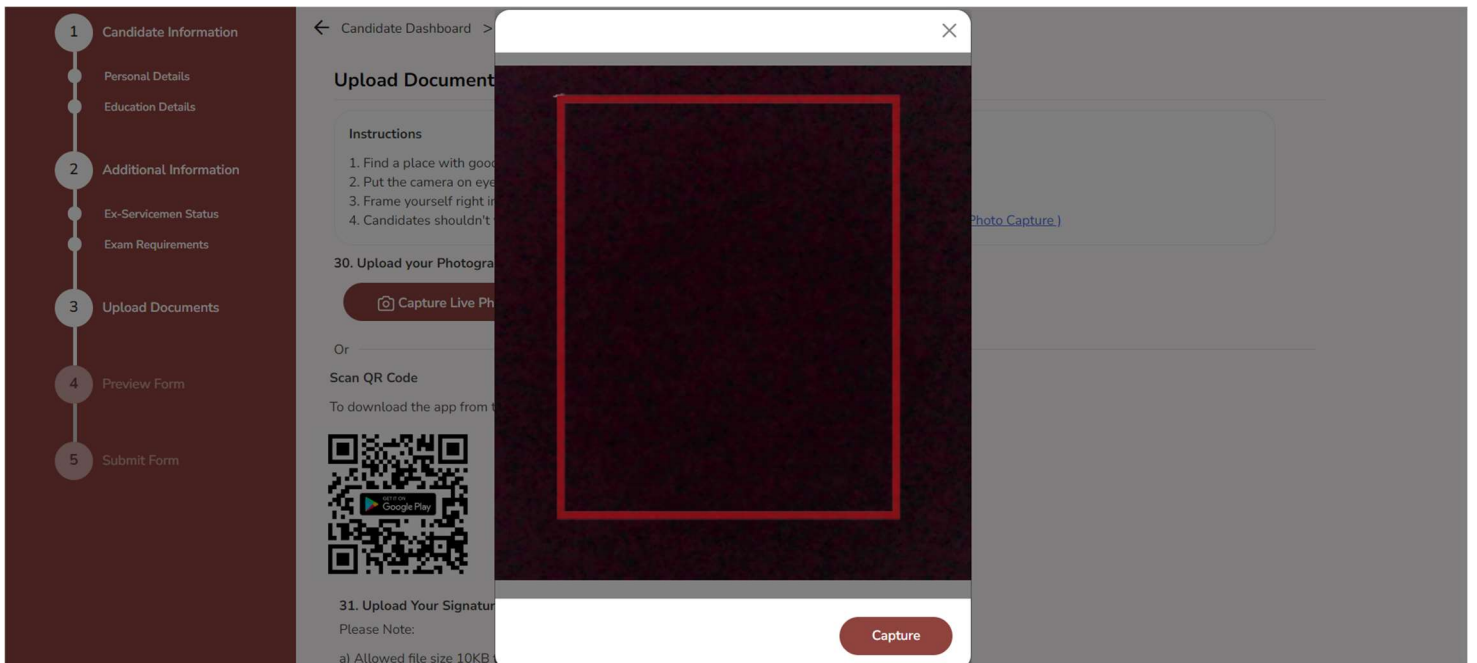 1 Candidate Information
Personal Details
Education Details
2 Additional Information
Ex-Servicemen Status
Exam Requirements
3 Upload Documents
4 Preview Form
5 Submit Form
← Candidate Dashboard >
Upload Document
Instructions
1. Find a place with good
2. Put the camera on eye
3. Frame yourself right in
4. Candidates shouldn't Photo Capture )
30. Upload your Photogra
Capture Live Ph
Or
Scan QR Code
To download the app from t
GET IT ON
Google Play
31. Upload Your Signatur
Please Note:
a) Allowed file size 10KB
Capture